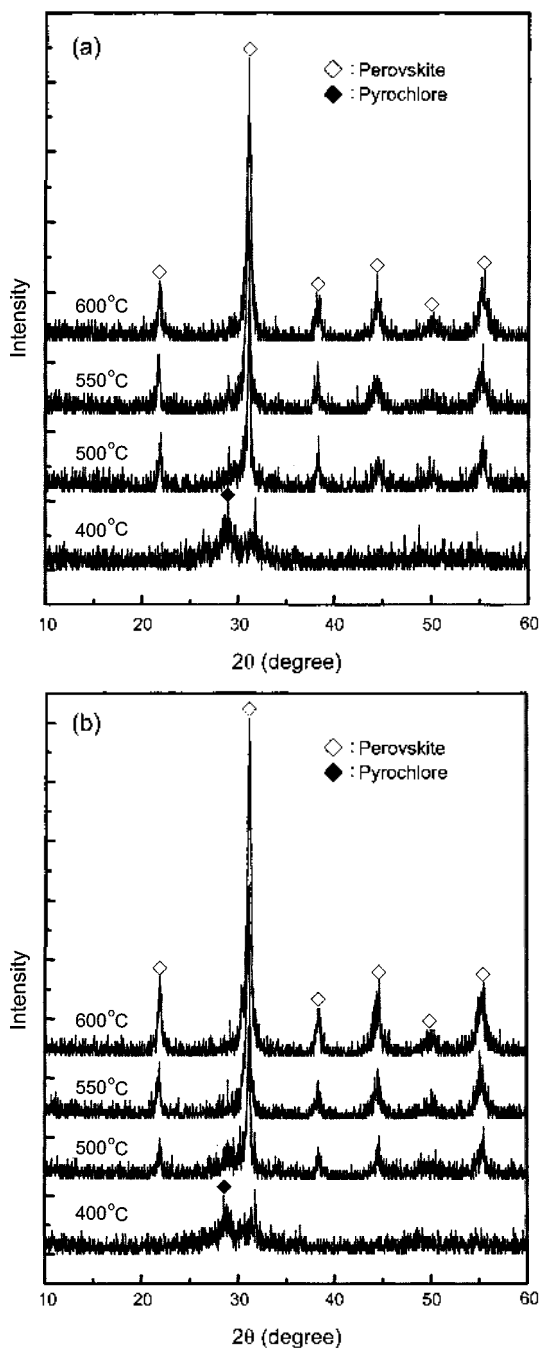 (a)
◇ : Perovskite
◆ : Pyrochlore
Intensity
600°C
550°C
500°C
400°C
10 20 30 40 50 60
2θ (degree)
(b)
◇ : Perovskite
◆ : Pyrochlore
Intensity
600°C
550°C
500°C
400°C
10 20 30 40 50 60
2θ (degree)